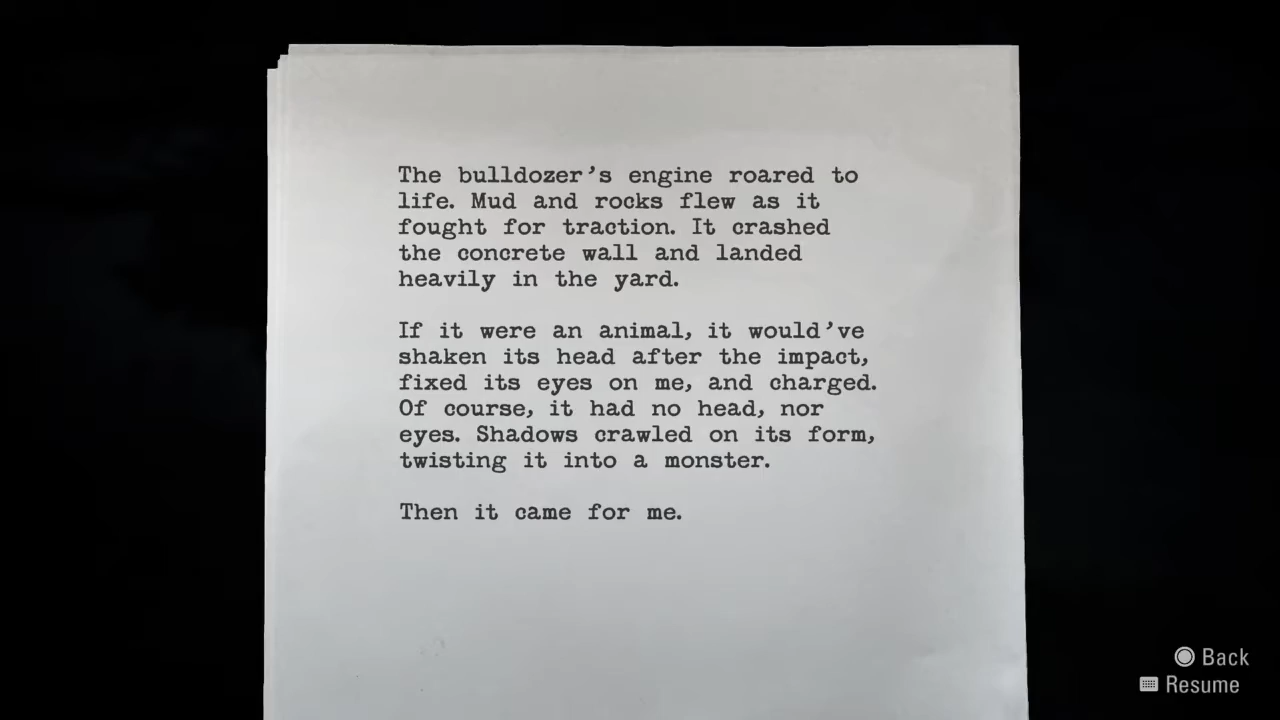 The bulldozer’s engine roared to
life. Mud and rocks flew as it
fought for traction. It crashed
the concrete wall and landed
heavily in the yard.
If it were an animal, it would’ve
shaken its head after the impact,
fixed its eyes on me, and charged.
Of course, it had no head, nor
eyes. Shadows crawled on its form,
twisting it into a monster.
Then it came for me.
Back
Resume